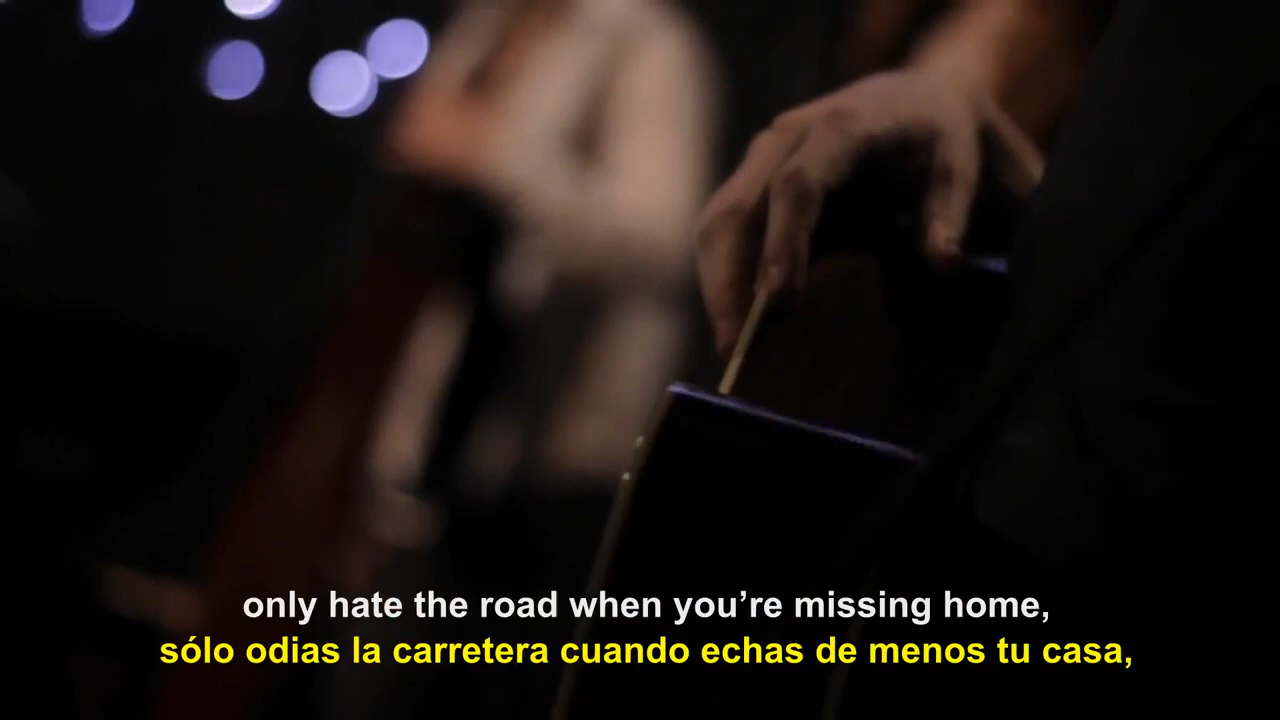 only hate the road when you’re missing home,
sólo odias la carretera cuando echas de menos tu casa,